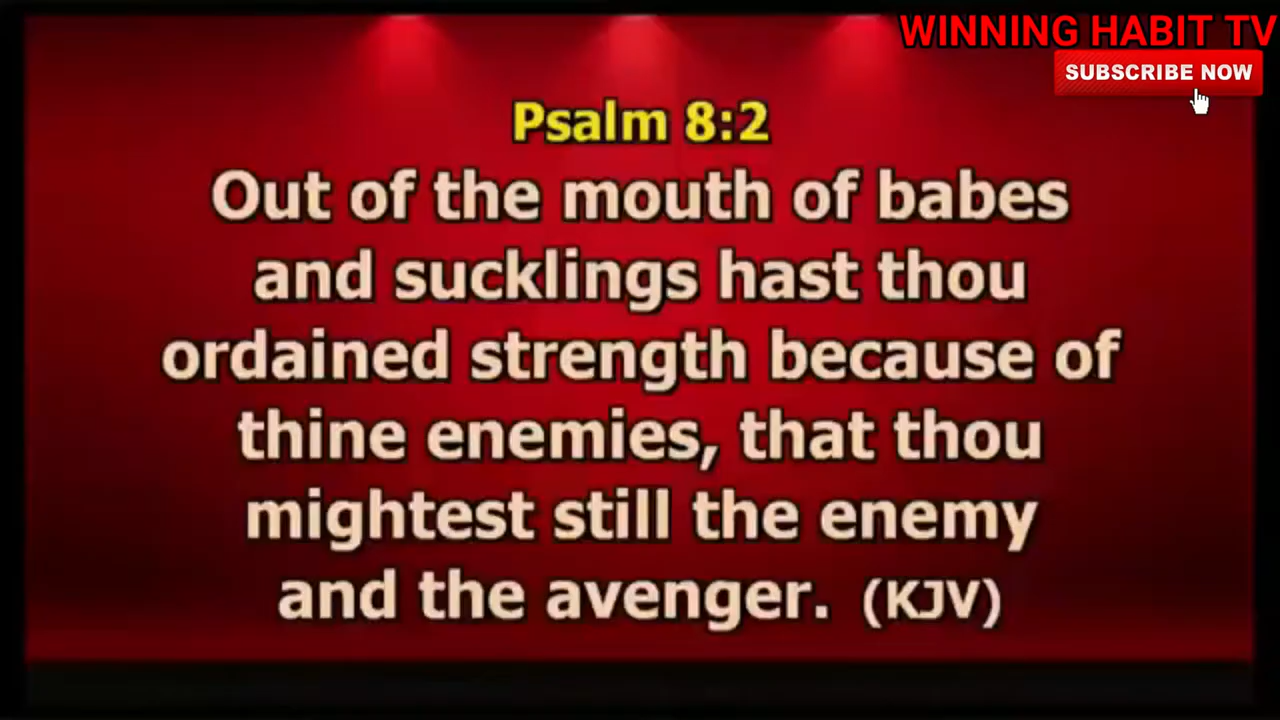 WINNING HABIT TV
SUBSCRIBE NOW
Psalm 8:2
Out of the mouth of babes
and sucklings hast thou
ordained strength because of
thine enemies, that thou
mightest still the enemy
and the avenger. (KJV)